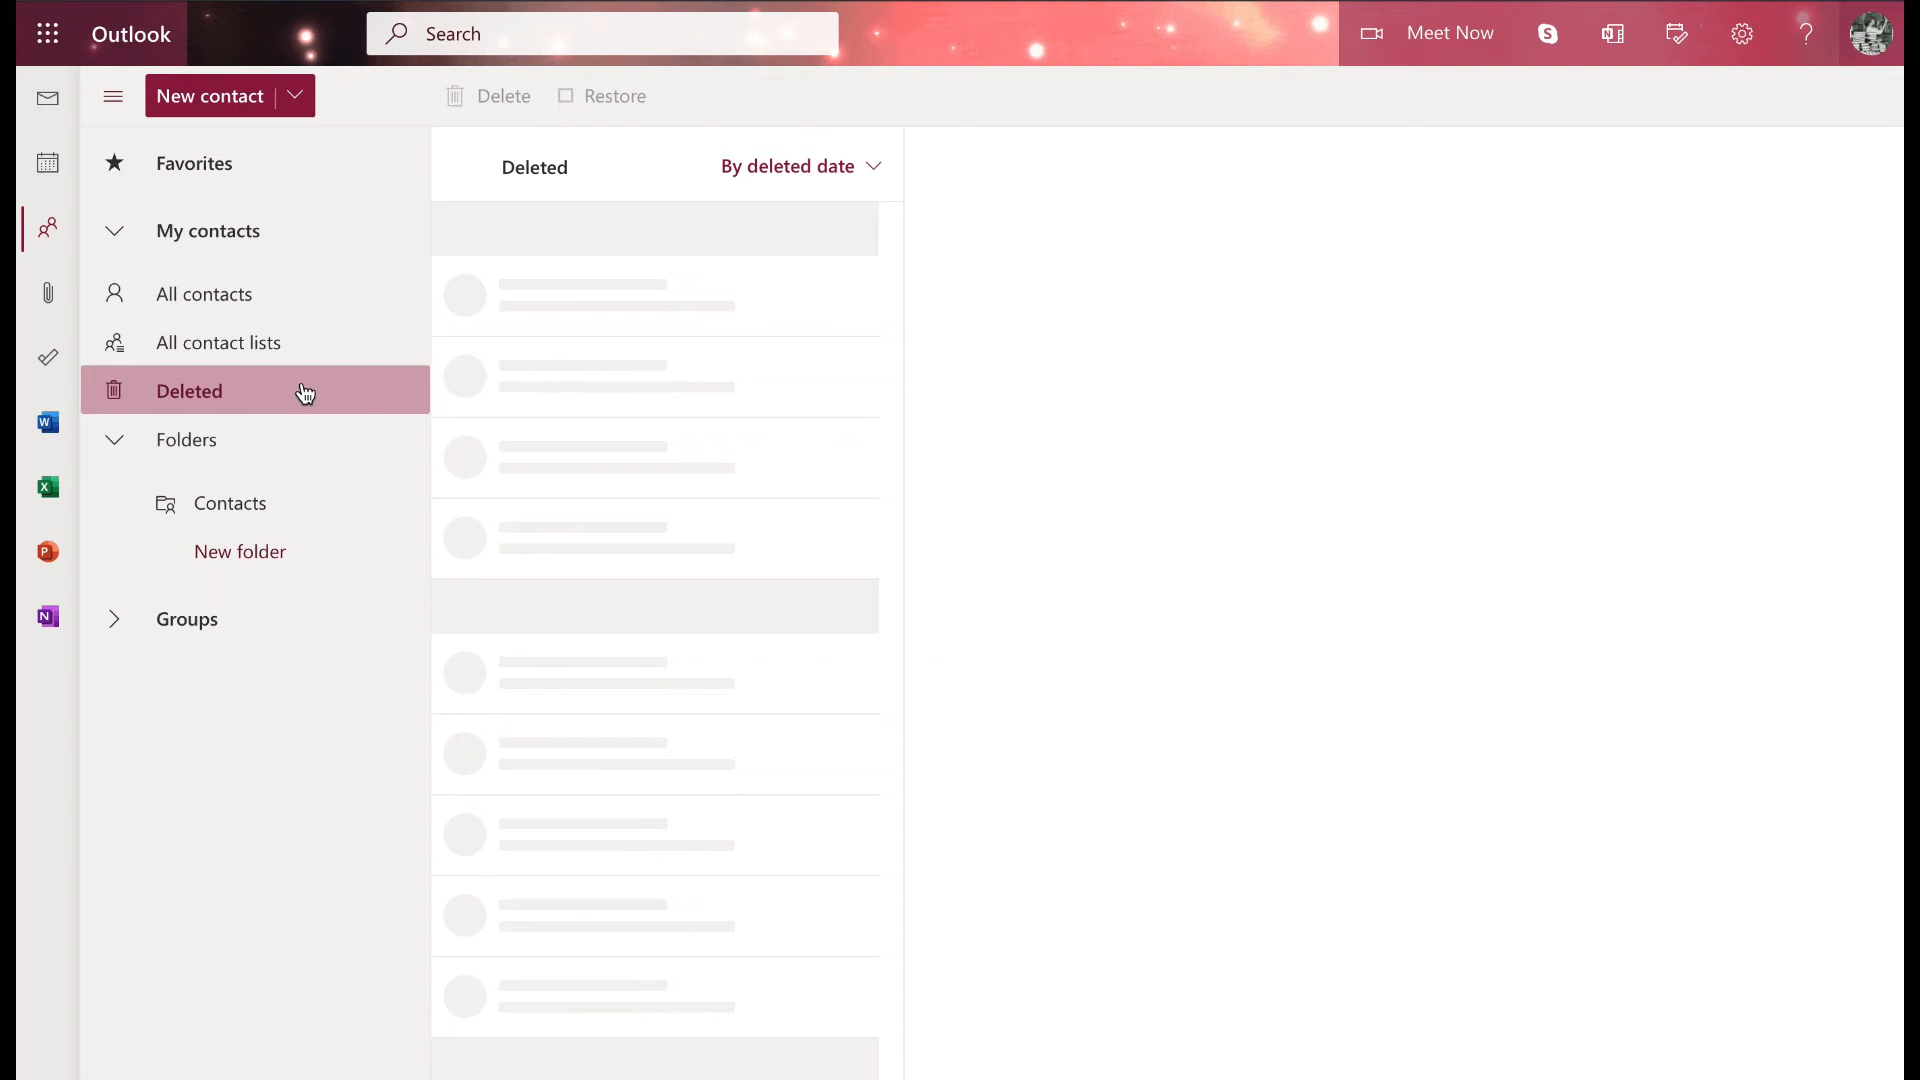 Outlook
Search
Meet Now
New contact
Delete
Restore
Favorites
Deleted
By deleted date
My contacts
All contacts
All contact lists
Deleted
Folders
Contacts
New folder
Groups